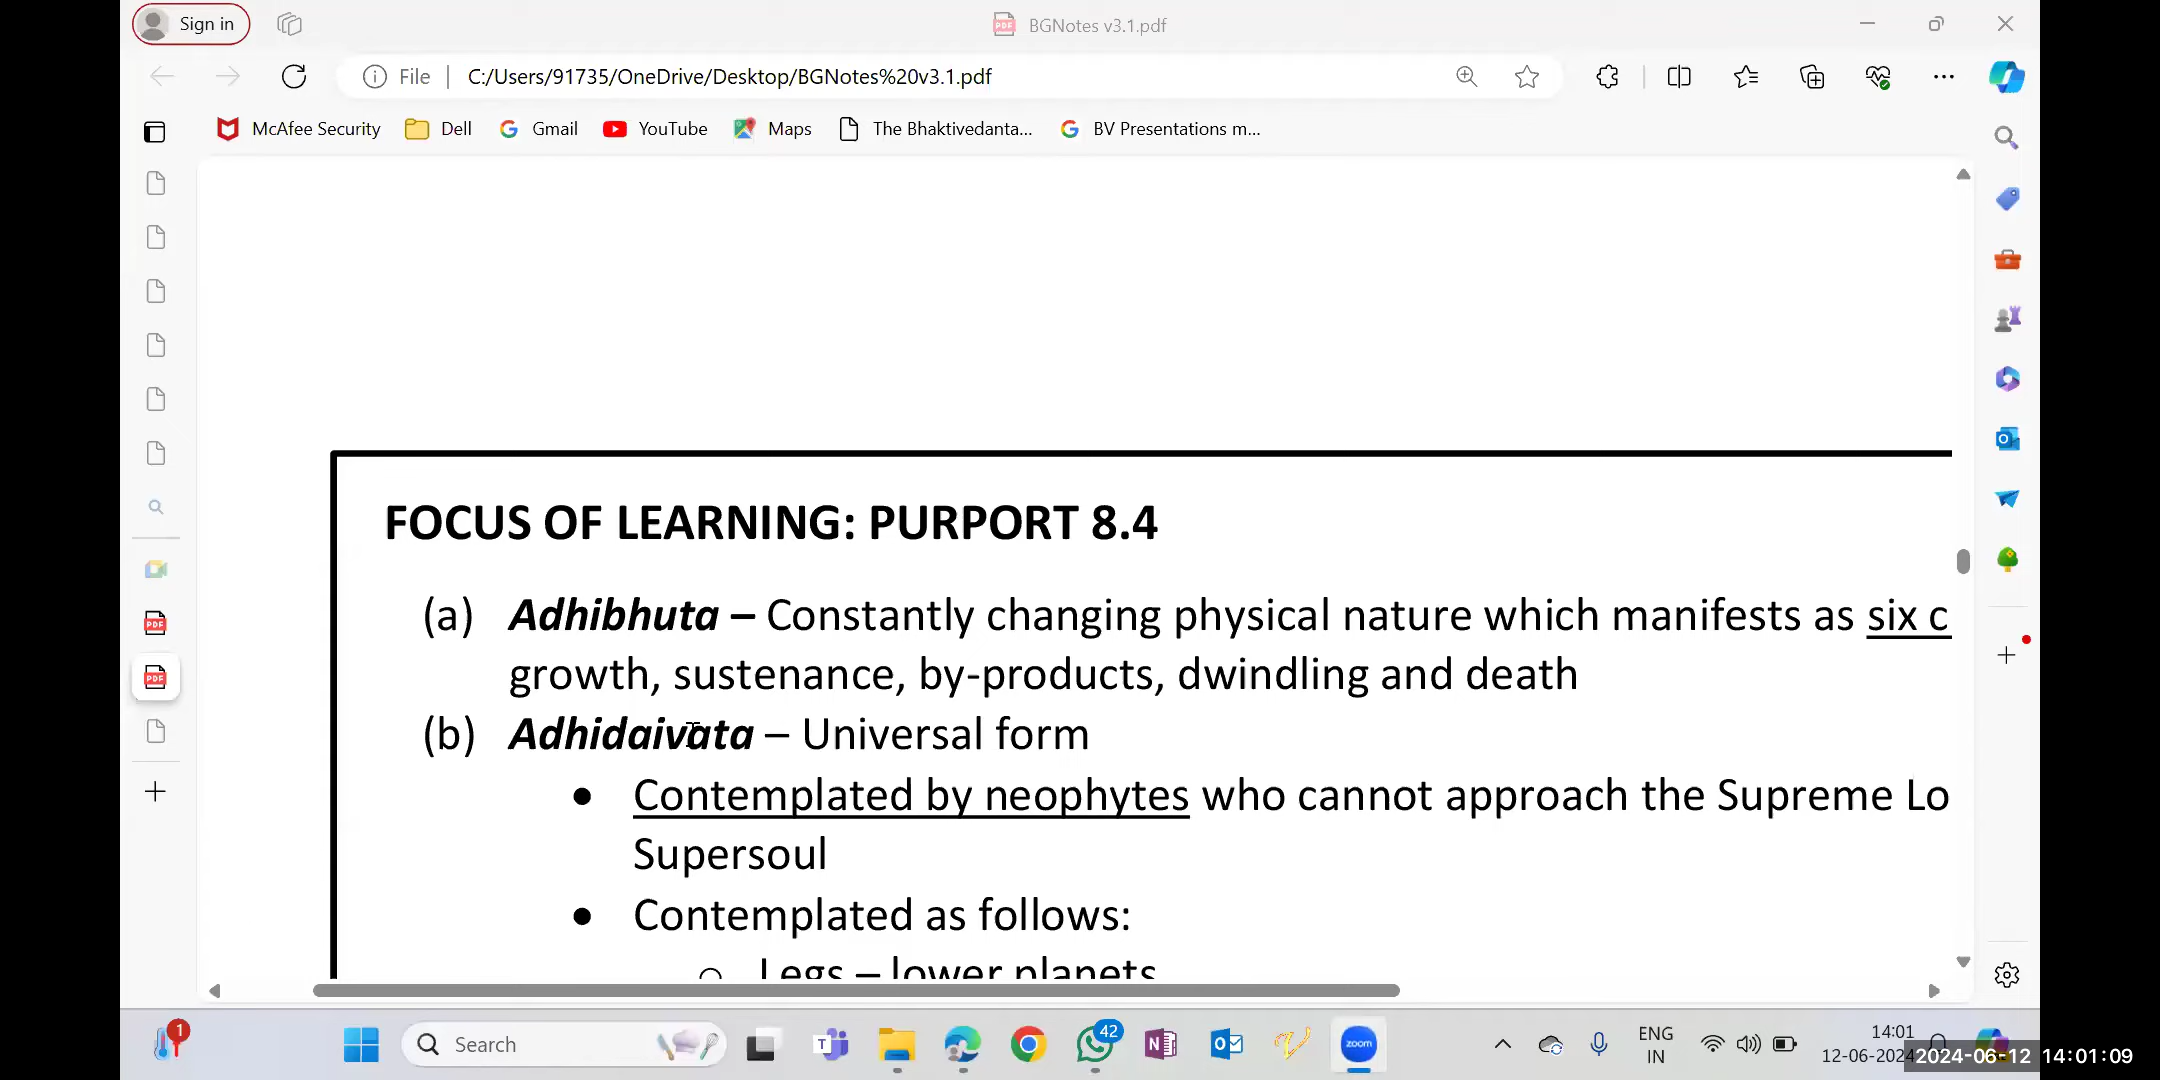 Sign in
BGNotes v3.1.pdf
File
C:/Users/91735/OneDrive/Desktop/BGNotes%20v3.1.pdf
McAfee Security
Dell
Gmail
YouTube
Maps
The Bhaktivedanta...
BV Presentations m...
FOCUS OF LEARNING: PURPORT 8.4
(a) Adhibhuta – Constantly changing physical nature which manifests as six c
growth, sustenance, by-products, dwindling and death
(b) Adhidaivata – Universal form
• Contemplated by neophytes who cannot approach the Supreme Lo
Supersoul
• Contemplated as follows:
Legs – lower planets
1
Search
42
zoom
ENG
IN
14:01
12-06-2024
2024-06-12 14:01:09